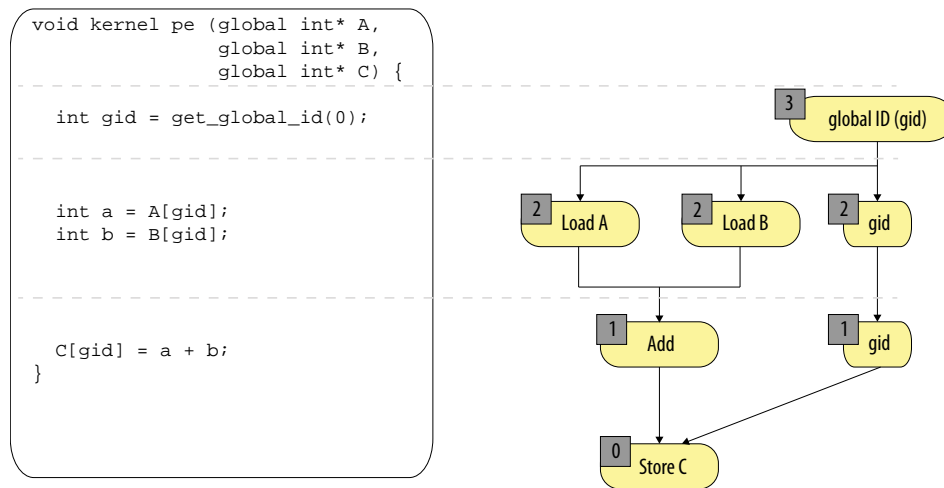 void kernel pe (global int* A,
global int* B,
global int* C) {
int gid = get_global_id(0);
int a = A[gid];
int b = B[gid];
C[gid] = a + b;
}
3
global ID (gid)
2
Load A
2
Load B
2
gid
1
Add
1
gid
0
Store C